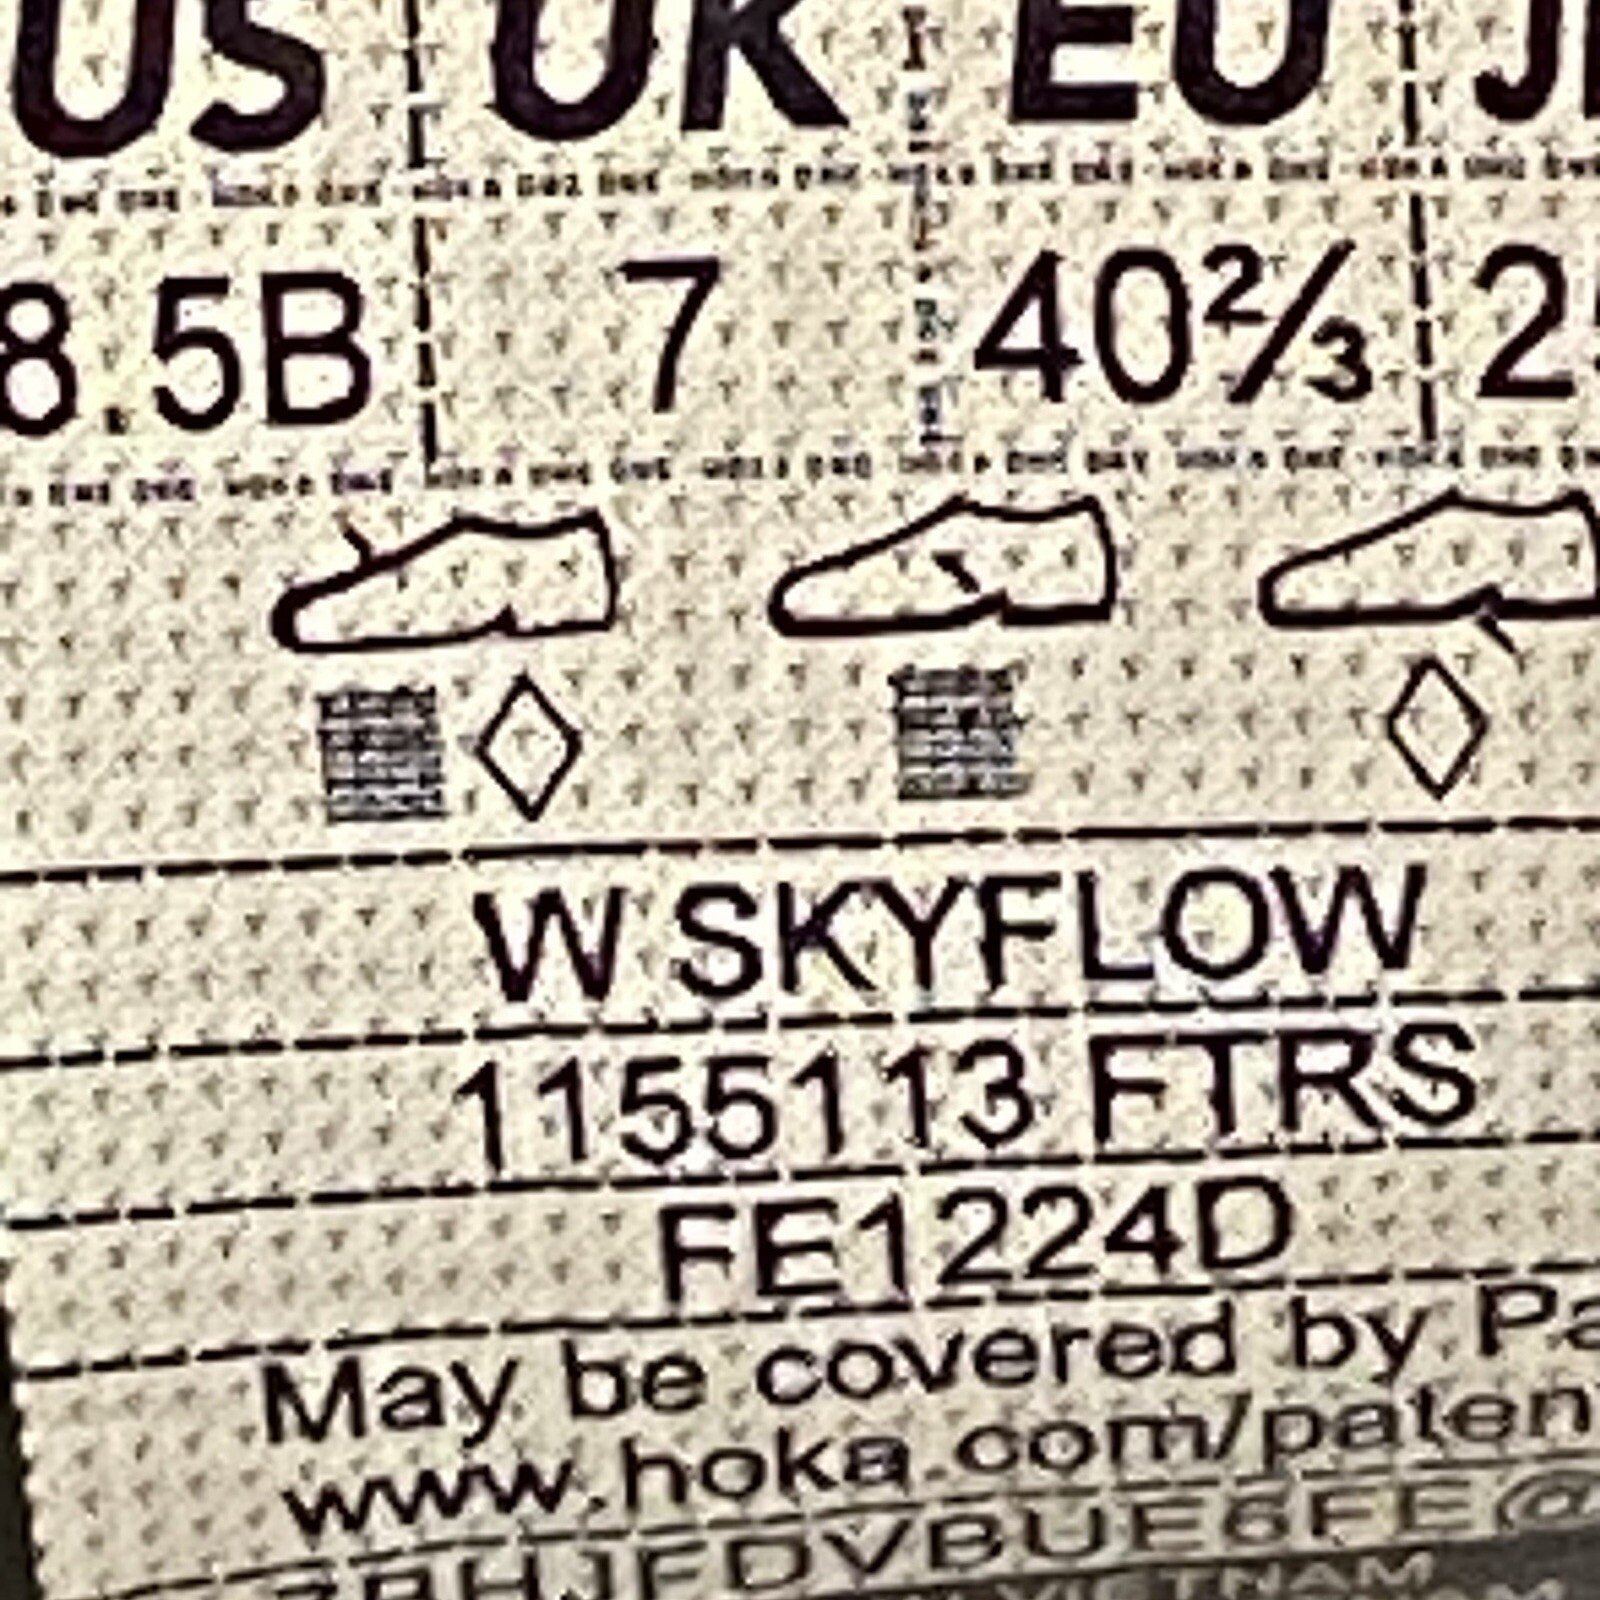 US UK EU
8.5B 7 40⅔
W SKYFLOW
1155113 FTRS
FE1224D
May be covered by
www.hoka.com/paten
VIETNAM